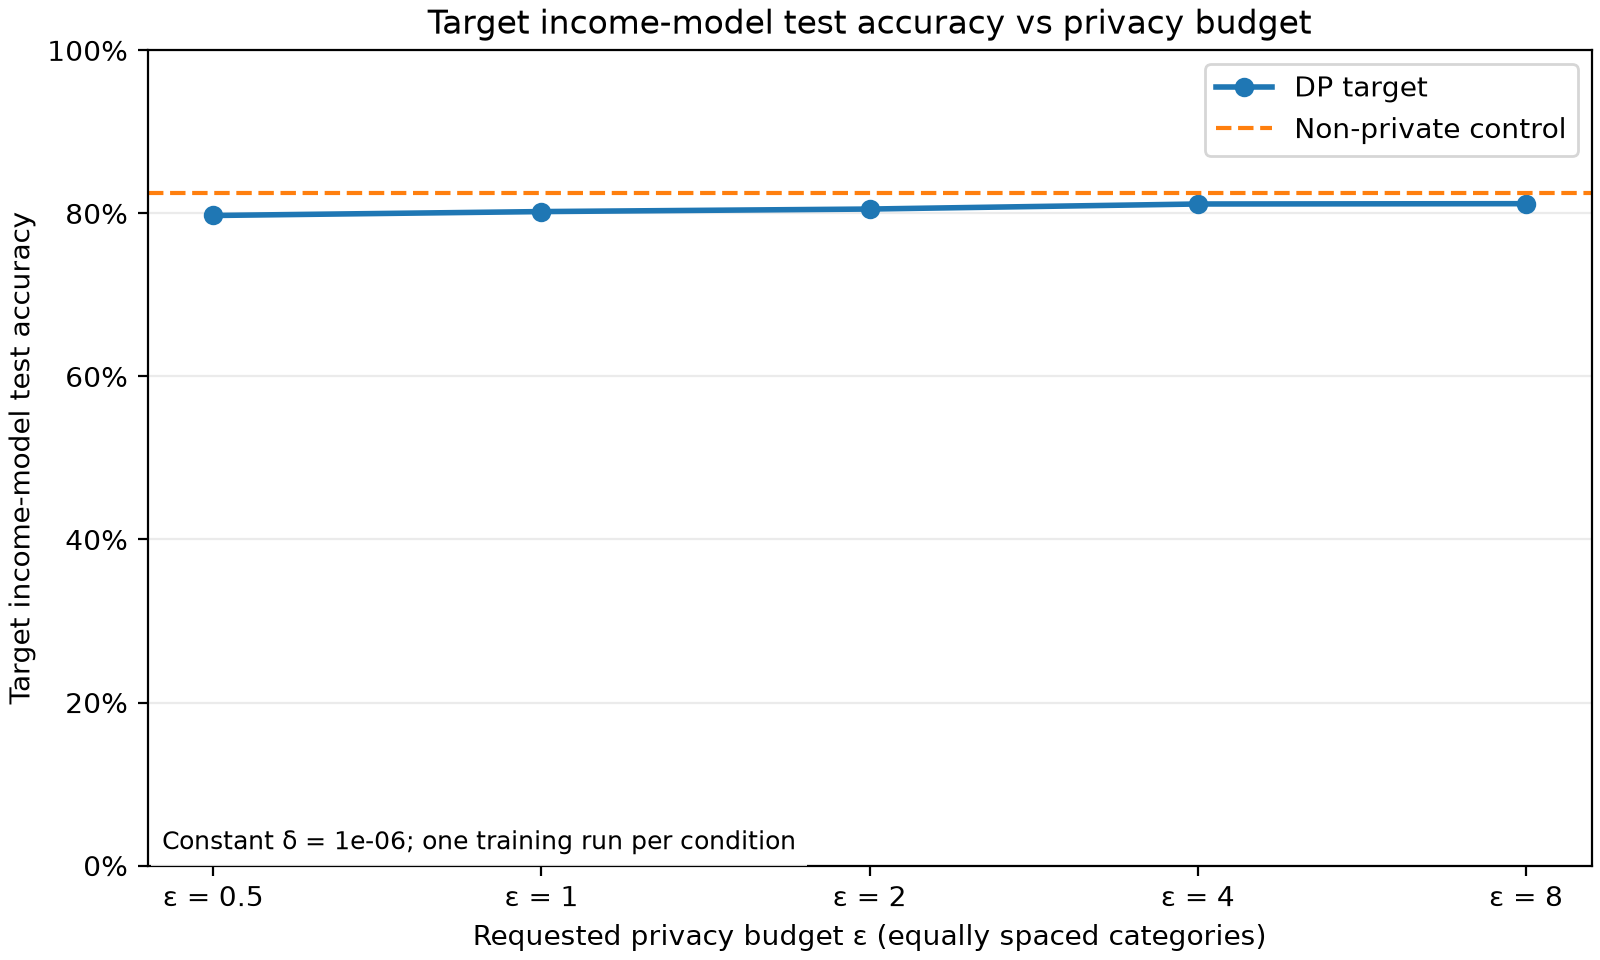 Target income-model test accuracy vs privacy budget
Target income-model test accuracy
100%
80%
60%
40%
20%
0%
DP target
Non-private control
Constant δ = 1e-06; one training run per condition
ε = 0.5
ε = 1
ε = 2
ε = 4
ε = 8
Requested privacy budget ε (equally spaced categories)